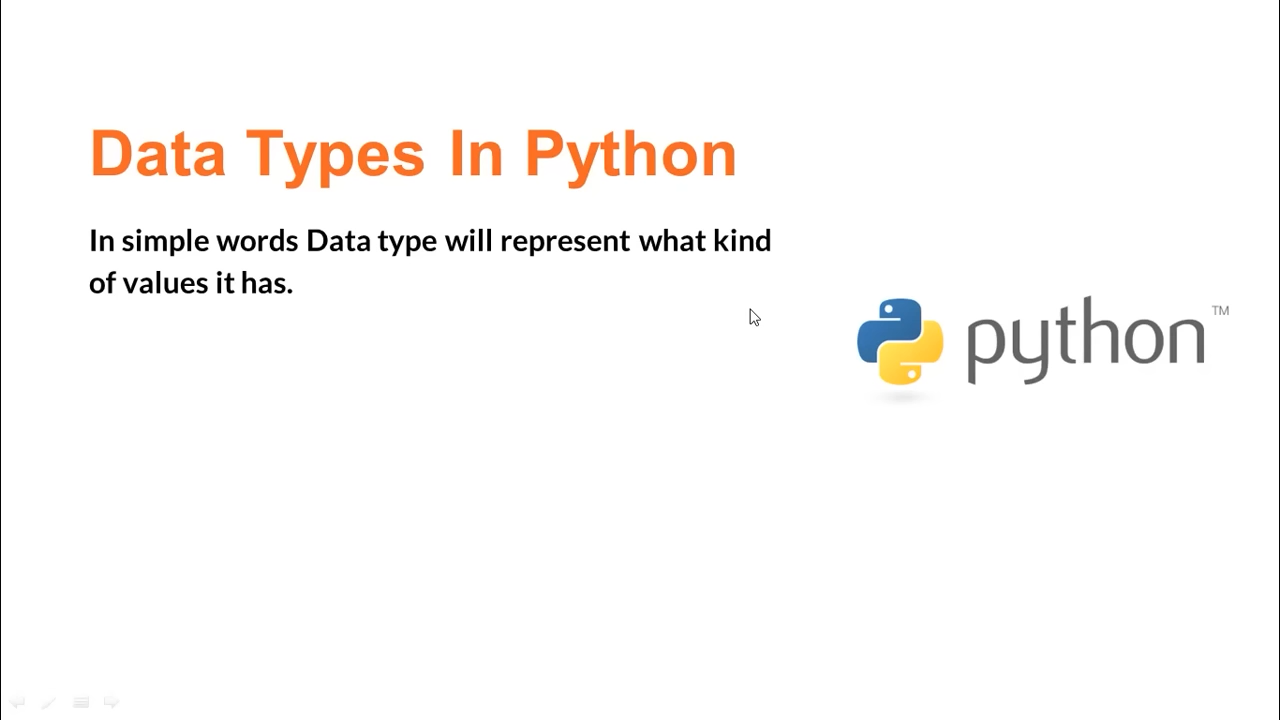 Data Types In Python
In simple words Data type will represent what kind
of values it has.
python™